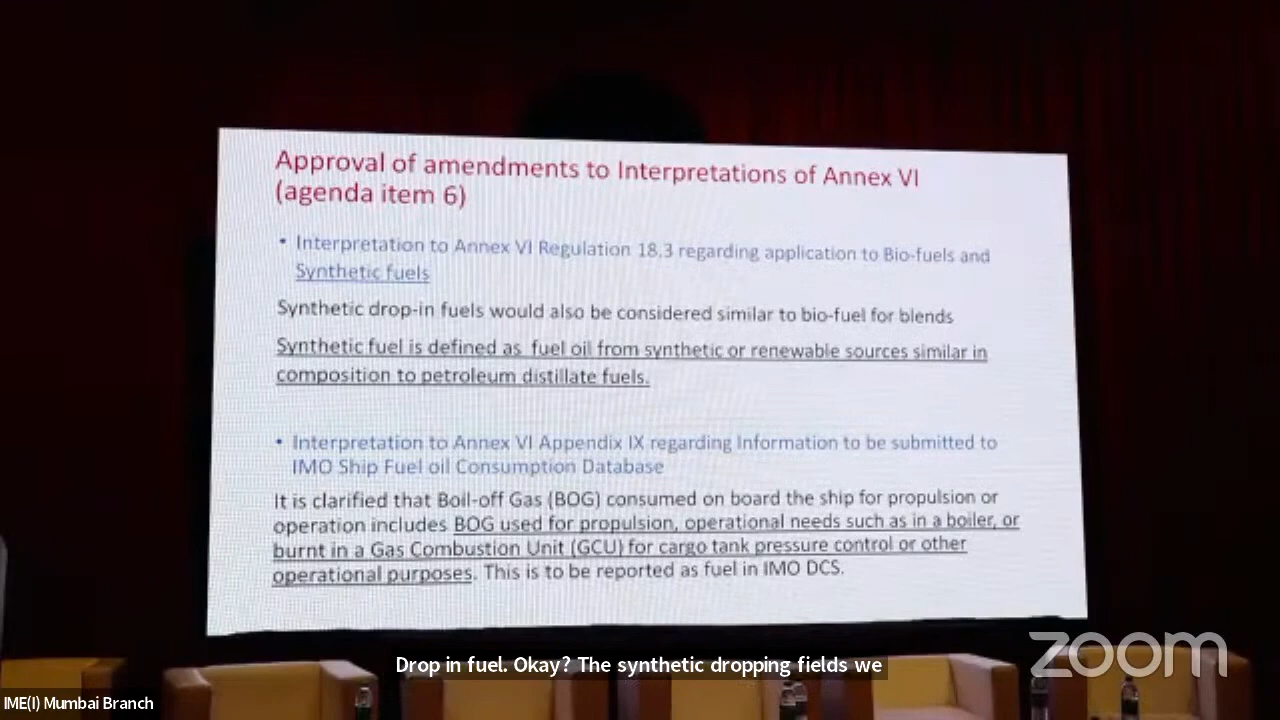 Approval of amendments to Interpretations of Annex VI
(agenda item 6)
• Interpretation to Annex VI Regulation 18.3 regarding application to Bio-fuels and
Synthetic fuels
Synthetic drop-in fuels would also be considered similar to bio-fuel for blends
Synthetic fuel is defined as fuel oil from synthetic or renewable sources similar in
composition to petroleum distillate fuels.
• Interpretation to Annex VI Appendix IX regarding Information to be submitted to
IMO Ship Fuel oil Consumption Database
It is clarified that Boil-off Gas (BOG) consumed on board the ship for propulsion or
operation includes BOG used for propulsion, operational needs such as in a boiler, or
burnt in a Gas Combustion Unit (GCU) for cargo tank pressure control or other
operational purposes. This is to be reported as fuel in IMO DCS.
zoom
Drop in fuel. Okay? The synthetic dropping fields we
IME(I) Mumbai Branch